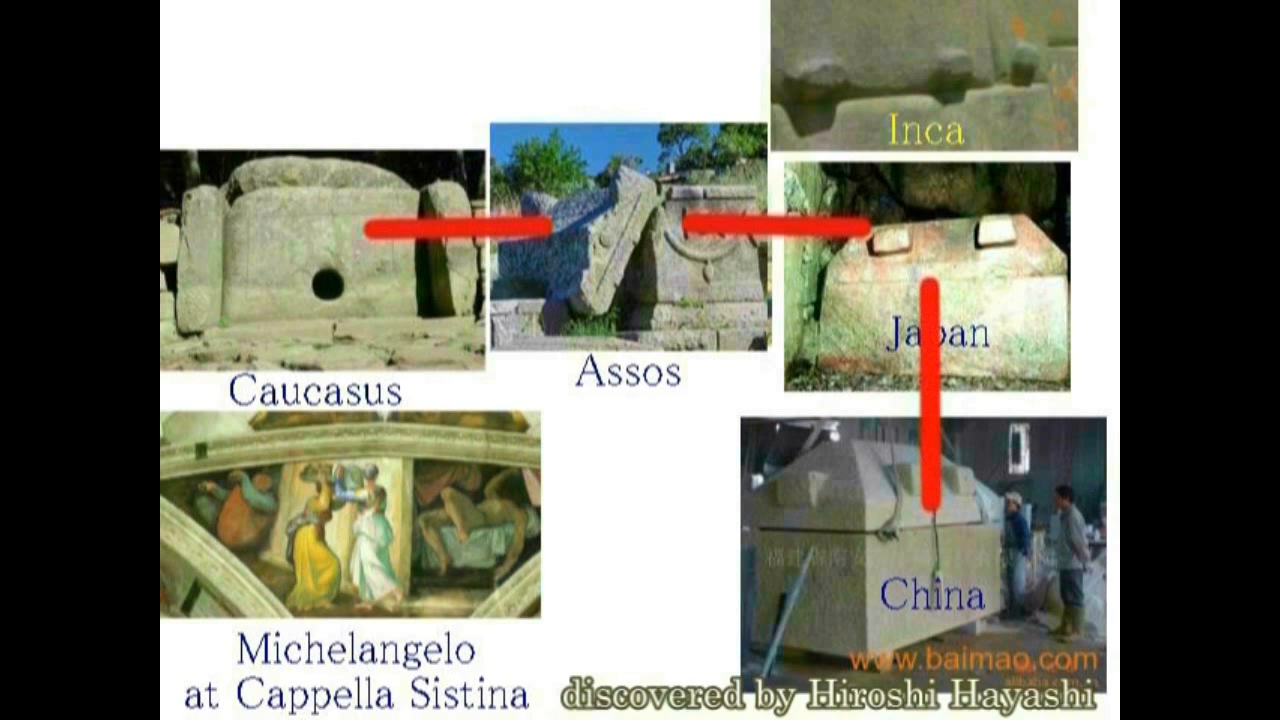 Inca
Japan
Assos
Caucasus
China
www.baimao.com
Michelangelo
at Cappella Sistina
discovered by Hiroshi Hayashi